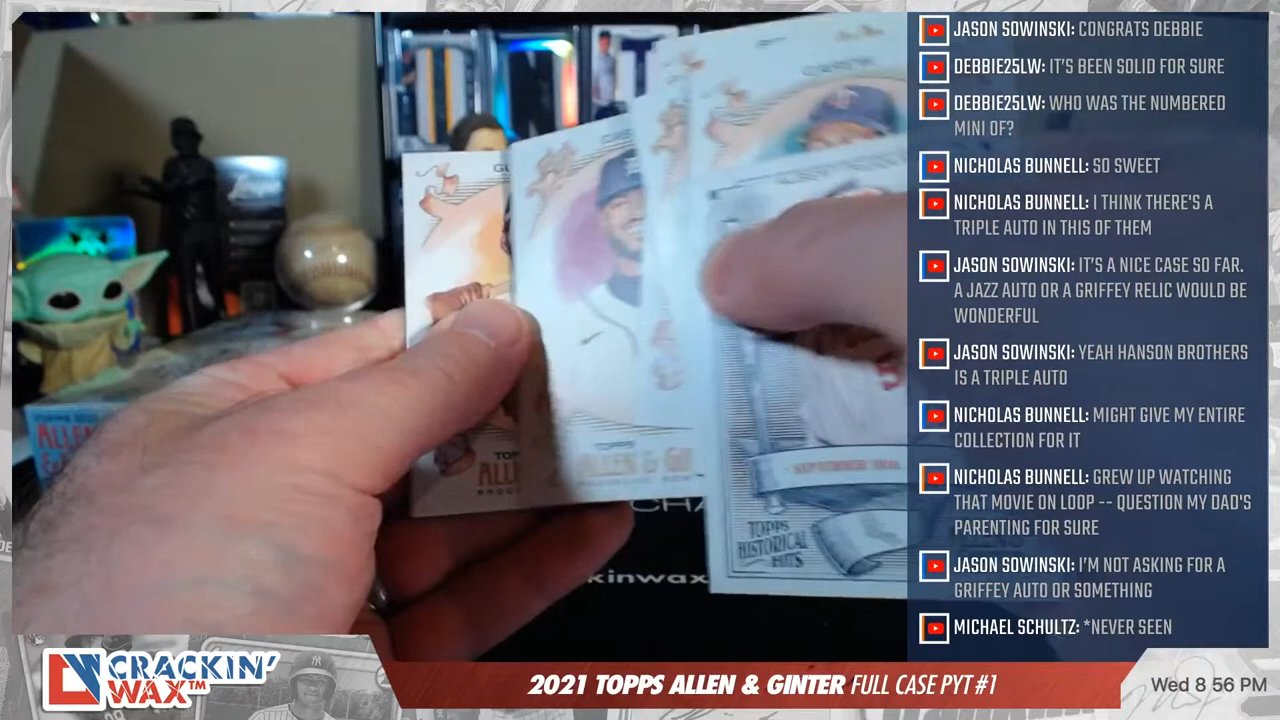 JASON SOWINSKI: CONGRATS DEBBIE
DEBBIE25LW: IT'S BEEN SOLID FOR SURE
DEBBIE25LW: WHO WAS THE NUMBERED
MINI OF?
NICHOLAS BUNNELL: SO SWEET
NICHOLAS BUNNELL: I THINK THERE'S A
TRIPLE AUTO IN THIS OF THEM
JASON SOWINSKI: IT'S A NICE CASE SO FAR.
A JAZZ AUTO OR A GRIFFEY RELIC WOULD BE
WONDERFUL
JASON SOWINSKI: YEAH HANSON BROTHERS
IS A TRIPLE AUTO
NICHOLAS BUNNELL: MIGHT GIVE MY ENTIRE
COLLECTION FOR IT
NICHOLAS BUNNELL: GREW UP WATCHING
THAT MOVIE ON LOOP -- QUESTION MY DAD'S
PARENTING FOR SURE
JASON SOWINSKI: I'M NOT ASKING FOR A
GRIFFEY AUTO OR SOMETHING
MICHAEL SCHULTZ: *NEVER SEEN
TOPPS
ALLEN & GI
TOPPS
HISTORICAL
HITS
kinwax
CRACKIN'
WAX™
2021 TOPPS ALLEN & GINTER FULL CASE PYT #1
Wed 8 56 PM